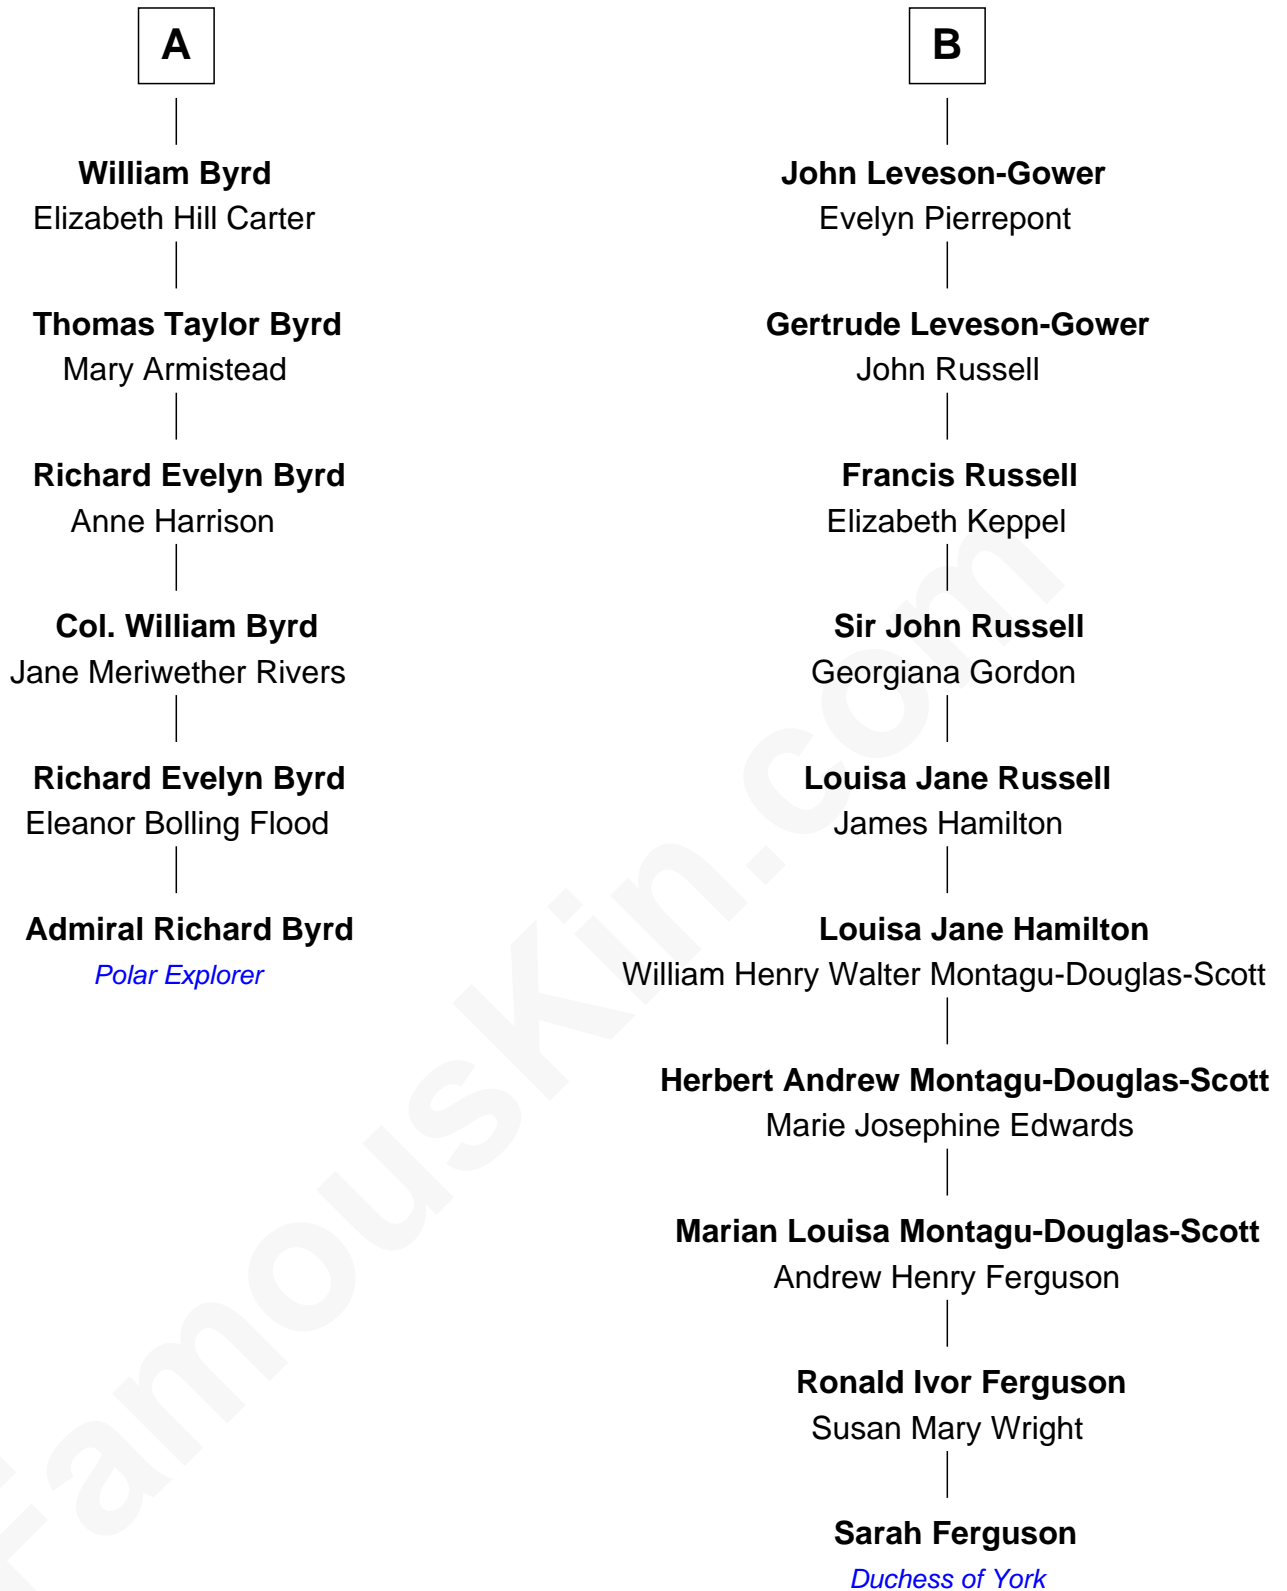 A
William Byrd
Elizabeth Hill Carter
Thomas Taylor Byrd
Mary Armistead
Richard Evelyn Byrd
Anne Harrison
Col. William Byrd
Jane Meriwether Rivers
Richard Evelyn Byrd
Eleanor Bolling Flood
Admiral Richard Byrd
Polar Explorer
B
John Leveson-Gower
Evelyn Pierrepont
Gertrude Leveson-Gower
John Russell
Francis Russell
Elizabeth Keppel
Sir John Russell
Georgiana Gordon
Louisa Jane Russell
James Hamilton
Louisa Jane Hamilton
William Henry Walter Montagu-Douglas-Scott
Herbert Andrew Montagu-Douglas-Scott
Marie Josephine Edwards
Marian Louisa Montagu-Douglas-Scott
Andrew Henry Ferguson
Ronald Ivor Ferguson
Susan Mary Wright
Sarah Ferguson
Duchess of York
FamousKin.com